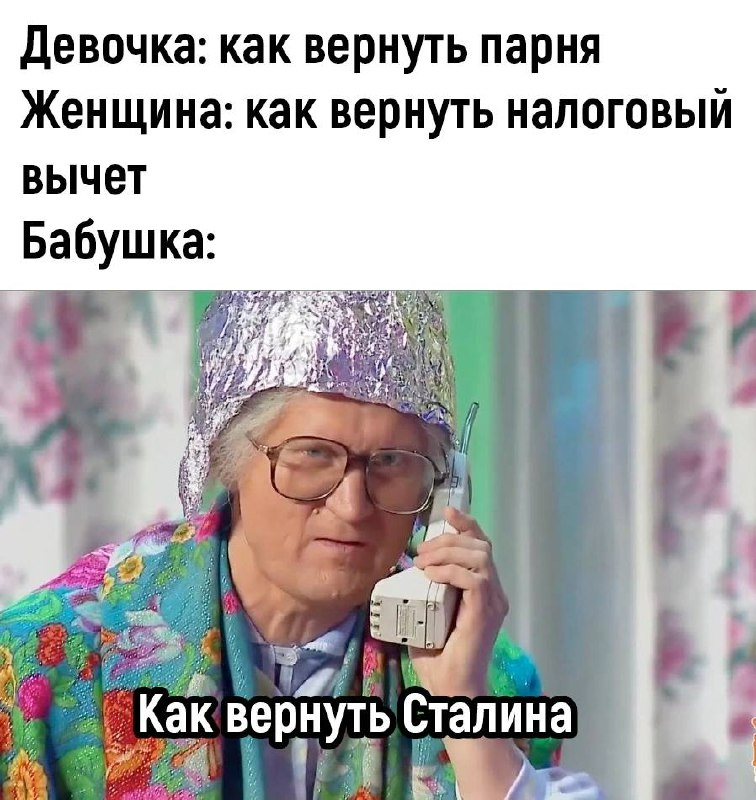 Девочка: как вернуть парня
Женщина: как вернуть налоговый
вычет
Бабушка:
Как вернуть Сталина